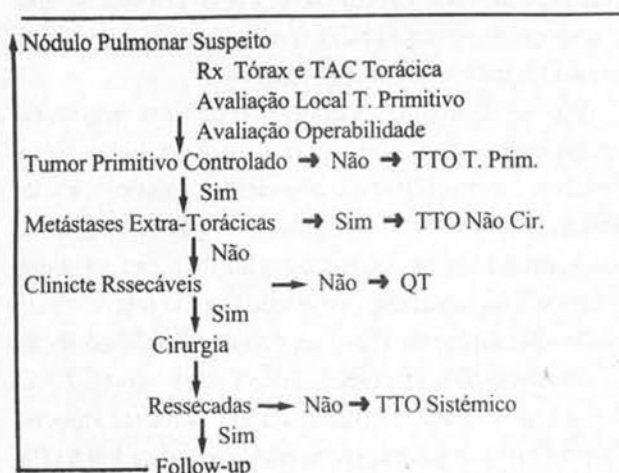 Nódulo Pulmonar Suspeito
Rx Tórax e TAC Torácica
Avaliação Local T. Primitivo
Avaliação Operabilidade
Tumor Primitivo Controlado → Não → TTO T. Prim.
Sim
Metástases Extra-Torácicas → Sim → TTO Não Cir.
Não
Clinicte Rssecáveis → Não → QT
Sim
Cirurgia
Ressecadas → Não → TTO Sistémico
Sim
Follow-up